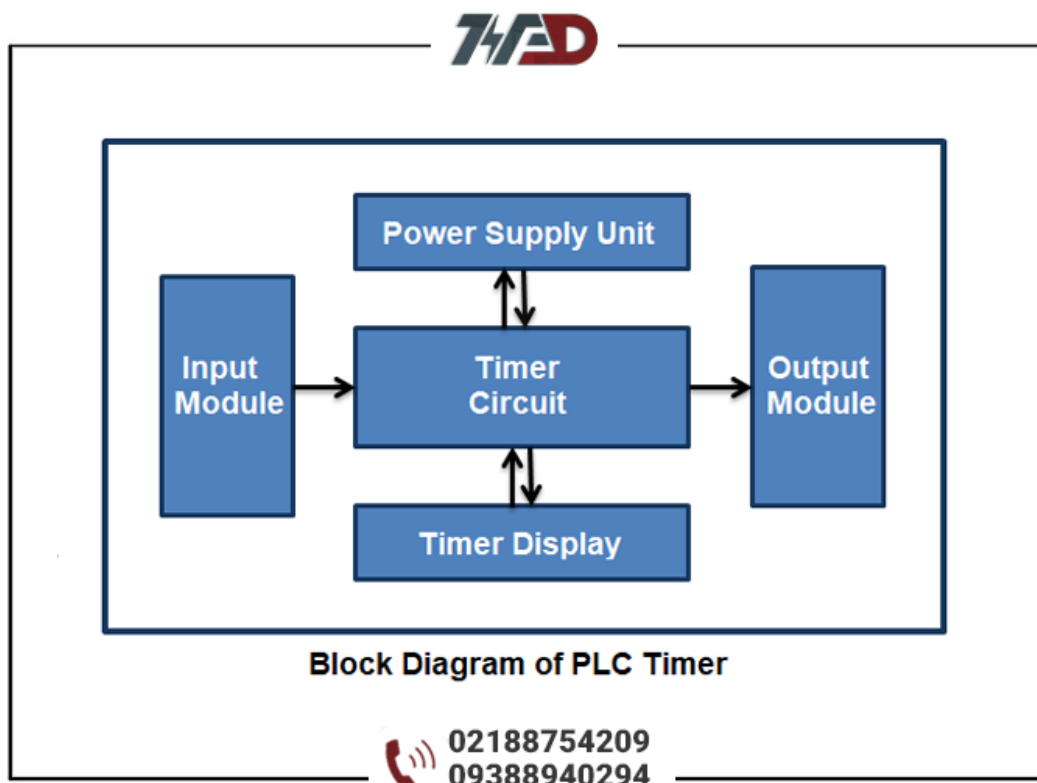 Power Supply Unit
Input
Module
Timer
Circuit
Output
Module
Timer Display
Block Diagram of PLC Timer
02188754209
09388940294